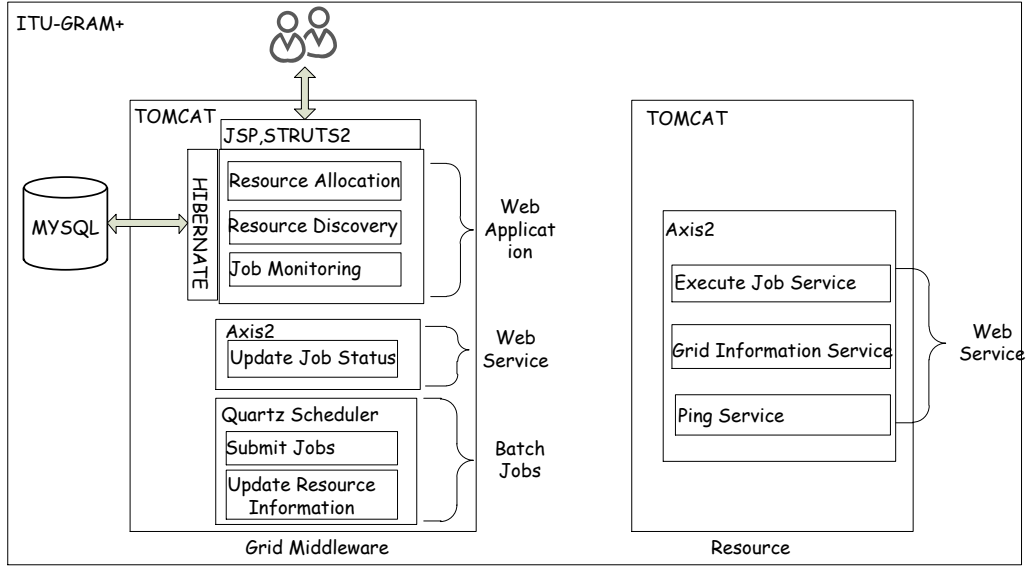 ITU-GRAM+
TOMCAT
JSP,STRUTS2
HIBERNATE
MYSQL
Resource Allocation
Resource Discovery
Job Monitoring
Web
Applicat
ion
Axis2
Update Job Status
Web
Service
Quartz Scheduler
Submit Jobs
Update Resource
Information
Batch
Jobs
Grid Middleware
TOMCAT
Axis2
Execute Job Service
Grid Information Service
Ping Service
Web
Service
Resource